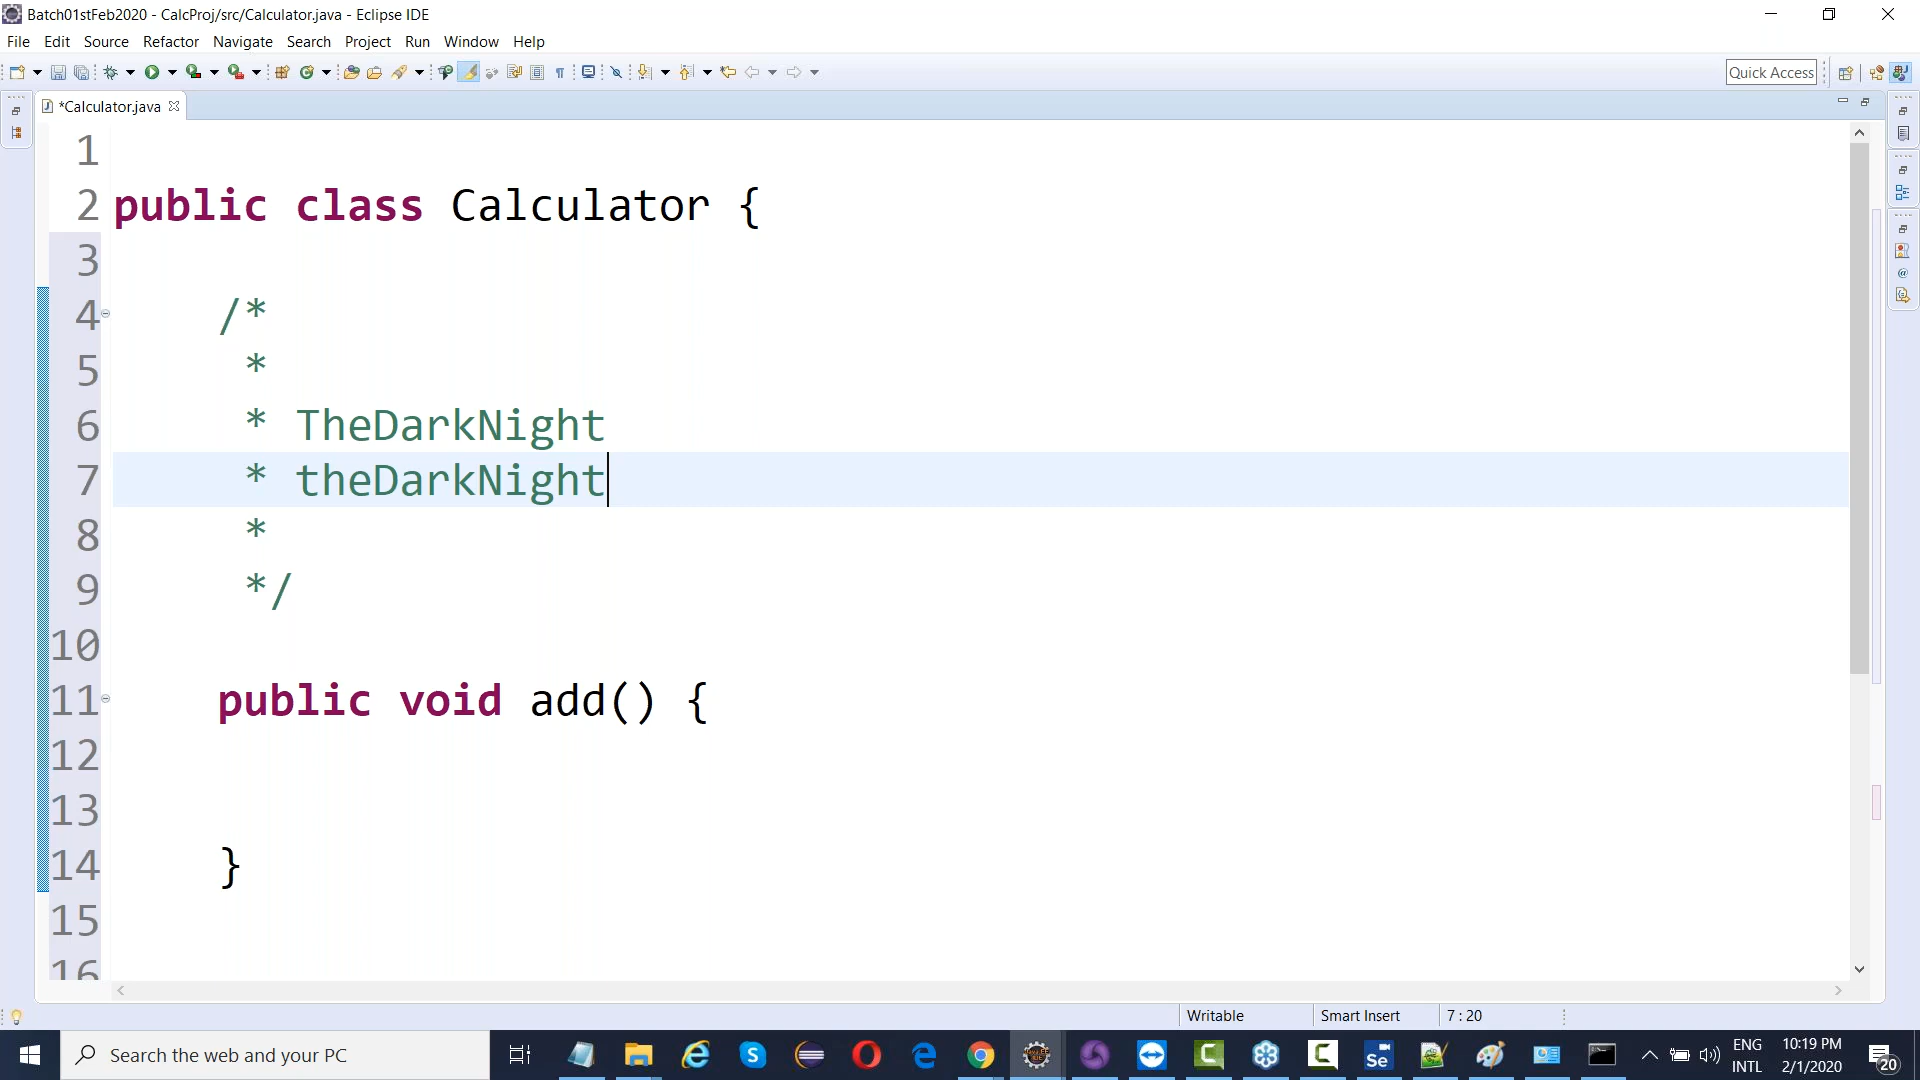 Batch01stFeb2020 - CalcProj/src/Calculator.java - Eclipse IDE
File Edit Source Refactor Navigate Search Project Run Window Help
Quick Access
*Calculator.java
1
2 public class Calculator {
3
4 /*
5 *
6 * TheDarkNight
7 * theDarkNight
8 *
9 */
10
11 public void add() {
12
13
14 }
15
16
Writable Smart Insert 7 : 20
Search the web and your PC
ENG 10:19 PM
INTL 2/1/2020
20